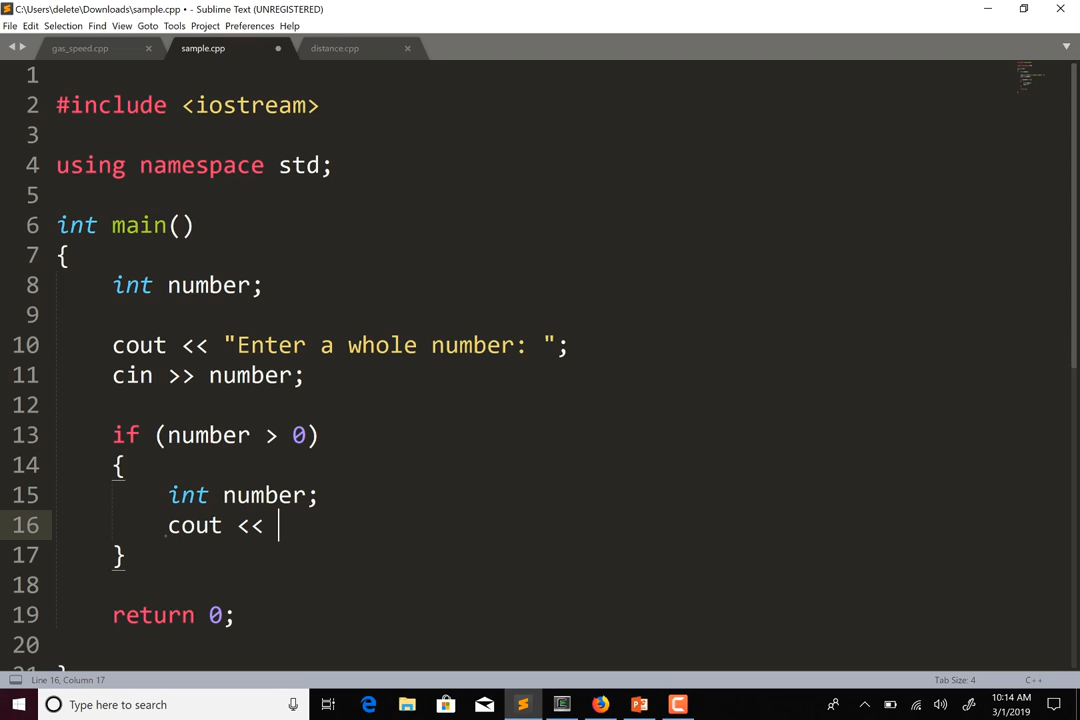 C:\Users\delete\Downloads\sample.cpp • - Sublime Text (UNREGISTERED)
File Edit Selection Find View Goto Tools Project Preferences Help
gas_speed.cpp sample.cpp distance.cpp
1
2 #include <iostream>
3
4 using namespace std;
5
6 int main()
7 {
8 int number;
9
10 cout << "Enter a whole number: ";
11 cin >> number;
12
13 if (number > 0)
14 {
15 int number;
16 cout <<
17 }
18
19 return 0;
20
21 }
Line 16, Column 17 Tab Size: 4 C++
Type here to search 10:14 AM
3/1/2019